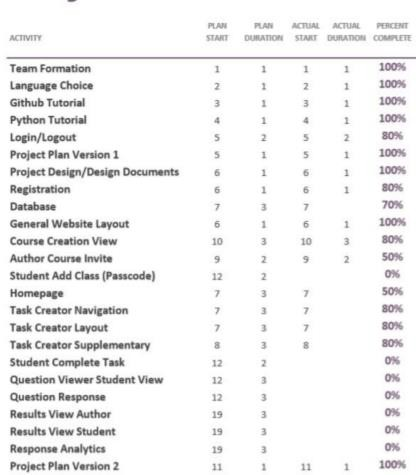 PLAN PLAN ACTUAL ACTUAL PERCENT
ACTIVITY START DURATION START DURATION COMPLETE
Team Formation 1 1 1 1 100%
Language Choice 2 1 2 1 100%
Github Tutorial 3 1 3 1 100%
Python Tutorial 4 1 4 1 100%
Login/Logout 5 2 5 2 80%
Project Plan Version 1 5 1 5 1 100%
Project Design/Design Documents 6 1 6 1 100%
Registration 6 1 6 1 80%
Database 7 3 7 70%
General Website Layout 6 1 6 1 100%
Course Creation View 10 3 10 3 80%
Author Course Invite 9 2 9 2 50%
Student Add Class (Passcode) 12 2 0%
Homepage 7 3 7 50%
Task Creator Navigation 7 3 7 80%
Task Creator Layout 7 3 7 80%
Task Creator Supplementary 8 3 8 80%
Student Complete Task 12 2 0%
Question Viewer Student View 12 3 0%
Question Response 12 3 0%
Results View Author 19 3 0%
Results View Student 19 3 0%
Response Analytics 19 3 0%
Project Plan Version 2 11 1 11 1 100%